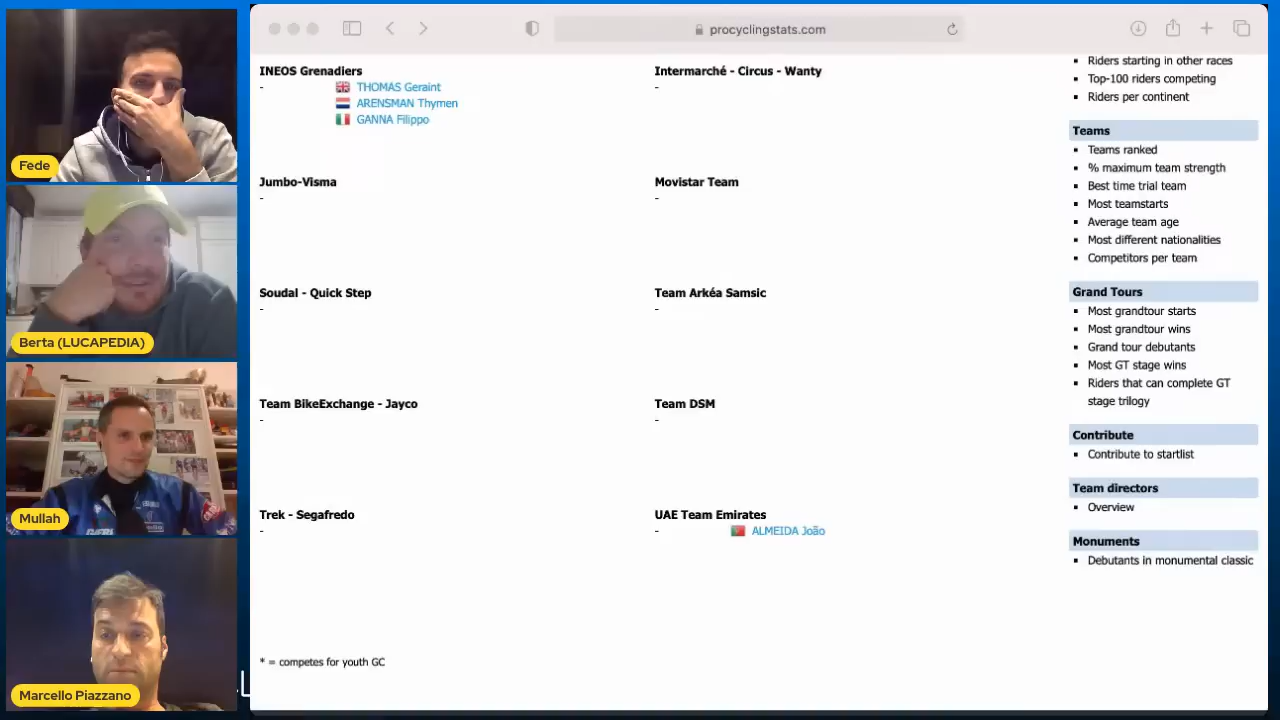 procyclingstats.com
Fede
Berta (LUCAPEDIA)
Mullah
Marcello Piazzano
INEOS Grenadiers
-
THOMAS Geraint
ARENSMAN Thymen
GANNA Filippo
Intermarché - Circus - Wanty
-
Jumbo-Visma
-
Movistar Team
-
Soudal - Quick Step
-
Team Arkéa Samsic
-
Team BikeExchange - Jayco
-
Team DSM
-
Trek - Segafredo
-
UAE Team Emirates
-
ALMEIDA João
* = competes for youth GC
Riders starting in other races
Top-100 riders competing
Riders per continent
Teams
Teams ranked
% maximum team strength
Best time trial team
Most teamstarts
Average team age
Most different nationalities
Competitors per team
Grand Tours
Most grandtour starts
Most grandtour wins
Grand tour debutants
Most GT stage wins
Riders that can complete GT
stage trilogy
Contribute
Contribute to startlist
Team directors
Overview
Monuments
Debutants in monumental classic